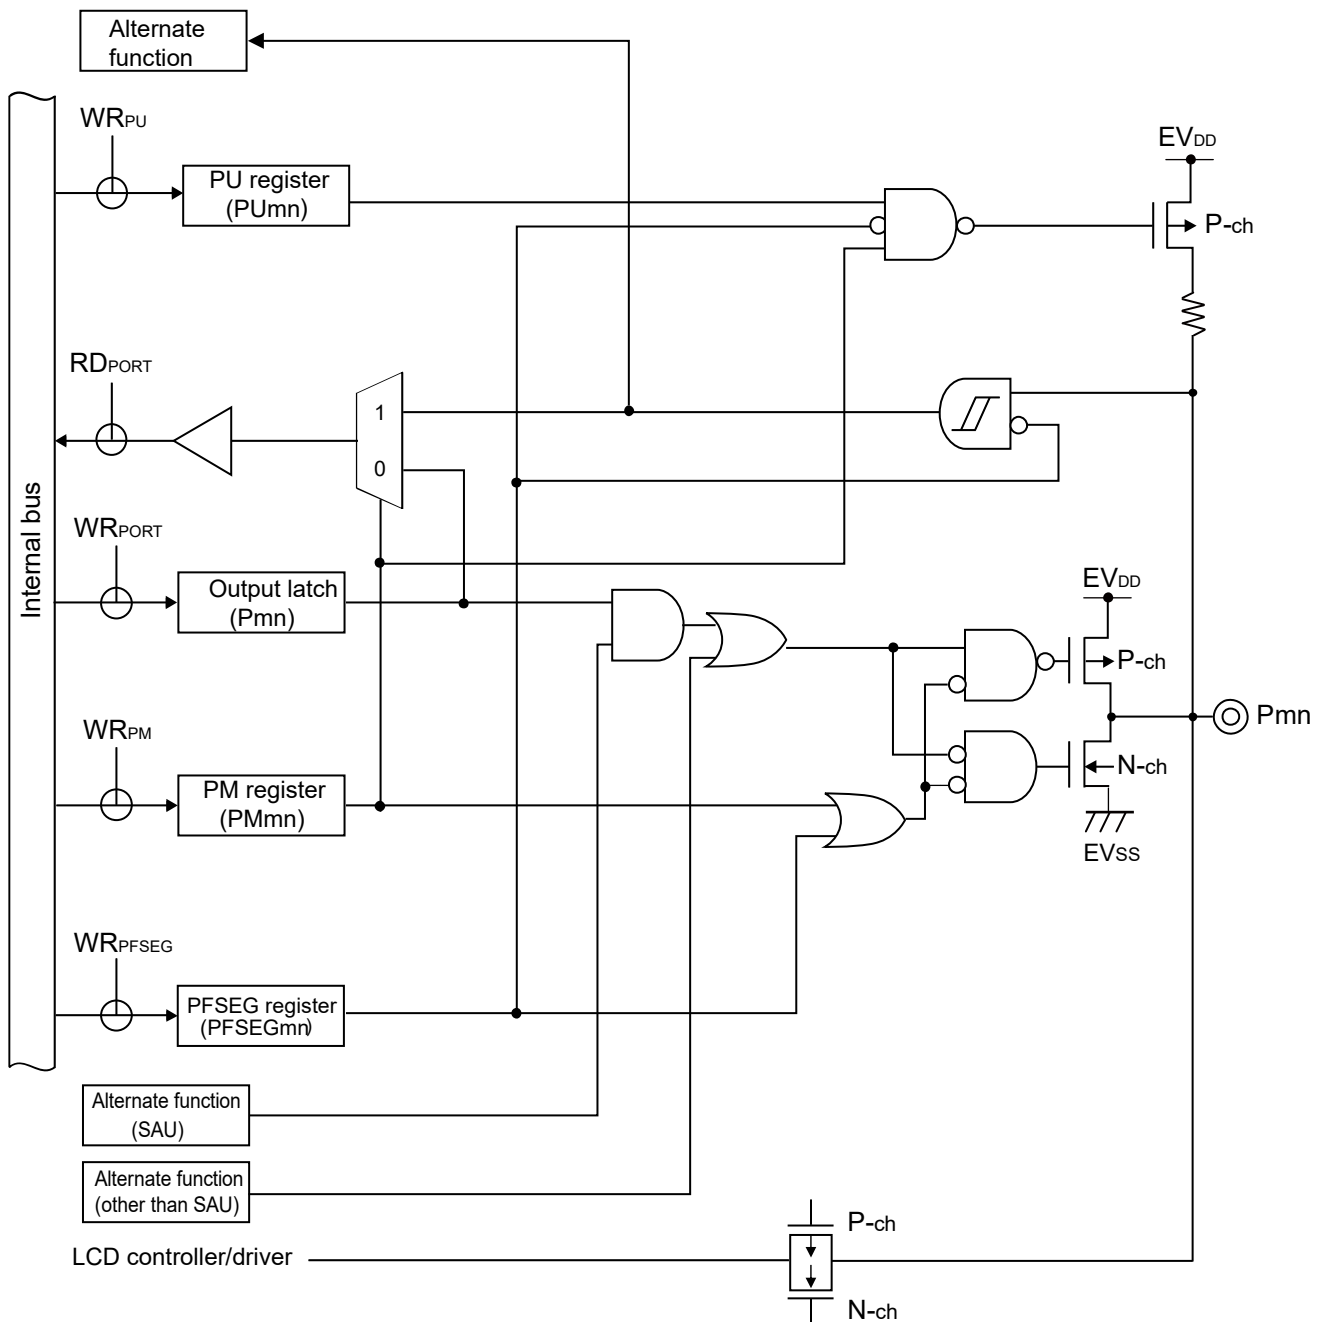 Alternate
function
WRPU
EVDD
PU register
(PUmn)
P-ch
RDPORT
1
0
Internal bus
WRPORT
Output latch
(Pmn)
EVDD
P-ch
Pmn
WRPM
N-ch
PM register
(PMmn)
EVSS
WRPFSEG
PFSEG register
(PFSEGmn)
Alternate function
(SAU)
Alternate function
(other than SAU)
P-ch
LCD controller/driver
N-ch